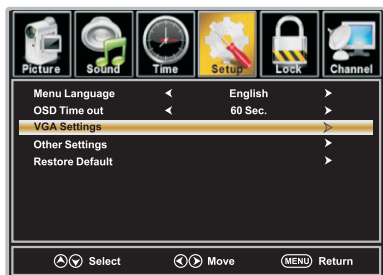 Picture Sound Time Setup Lock Channel
Menu Language English
OSD Time out 60 Sec.
VGA Settings
Other Settings
Restore Default
Select Move MENU Return